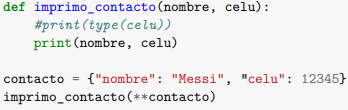 def imprimo_contacto(nombre, celu):
    #print(type(celu))
    print(nombre, celu)

contacto = {"nombre": "Messi", "celu": 12345}
imprimo_contacto(**contacto)